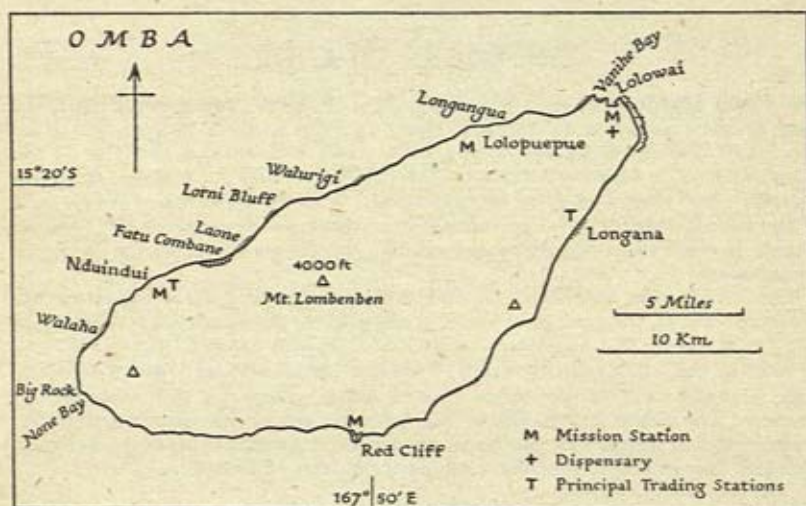 OMBA
Vanihe Bay
Lolowai
M
Longangua
M Lolopuepue
Walurigi
15°20'S
Lorni Bluff
T
Laone
Longana
Fatu Combane
4000 ft
Nduindui
M T
Mt. Lombenben
5 Miles
Walaha
10 Km.
Big Rock
None Bay
M
Red Cliff
M Mission Station
+ Dispensary
T Principal Trading Stations
167° 50' E